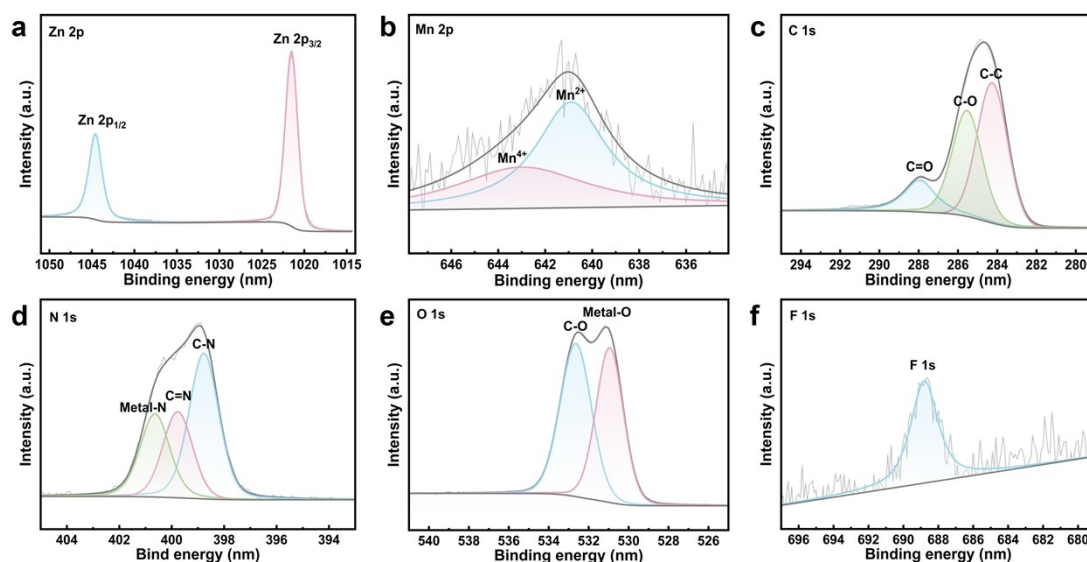 a
Zn 2p
Zn 2p3/2
Zn 2p1/2
Intensity (a.u.)
1050 1045 1040 1035 1030 1025 1020 1015
Binding energy (nm)
b
Mn 2p
Mn2+
Mn4+
Intensity (a.u.)
646 644 642 640 638 636
Binding energy (nm)
c
C 1s
C-C
C-O
C=O
Intensity (a.u.)
294 292 290 288 286 284 282 280
Binding energy (nm)
d
N 1s
C-N
C=N
Metal-N
Intensity (a.u.)
404 402 400 398
Bind energy (nm)
e
O 1s
Metal-O
C-O
Intensity (a.u.)
540 538 536 534 532 530 528 526
Binding energy (nm)
f
F 1s
F 1s
Intensity (a.u.)
696 694 692 690 688 686 684 682 680
Binding energy (nm)